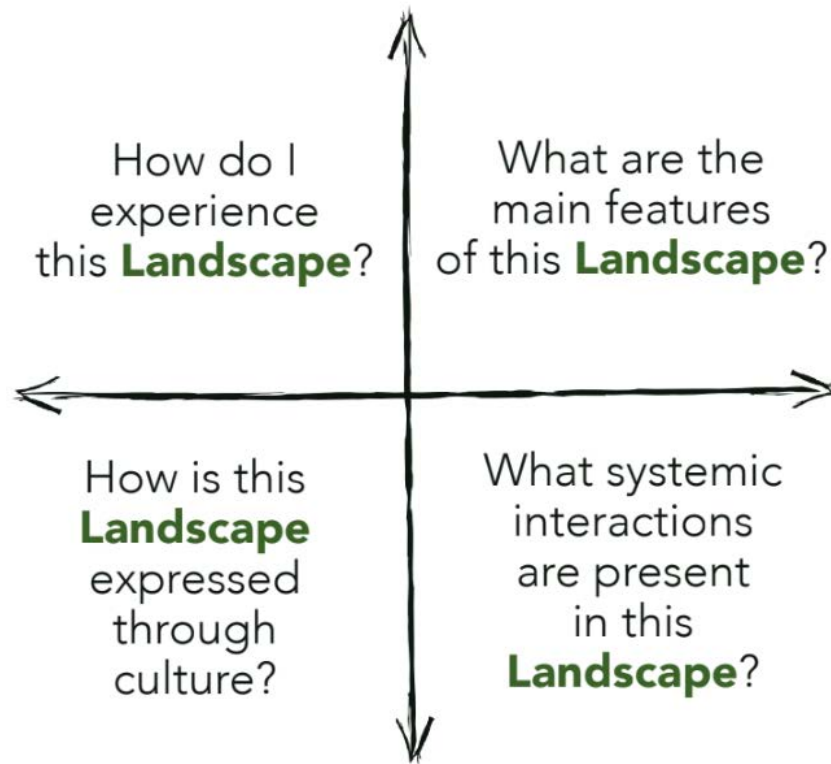 How do I
experience
this Landscape?
What are the
main features
of this Landscape?
How is this
Landscape
expressed
through
culture?
What systemic
interactions
are present
in this
Landscape?